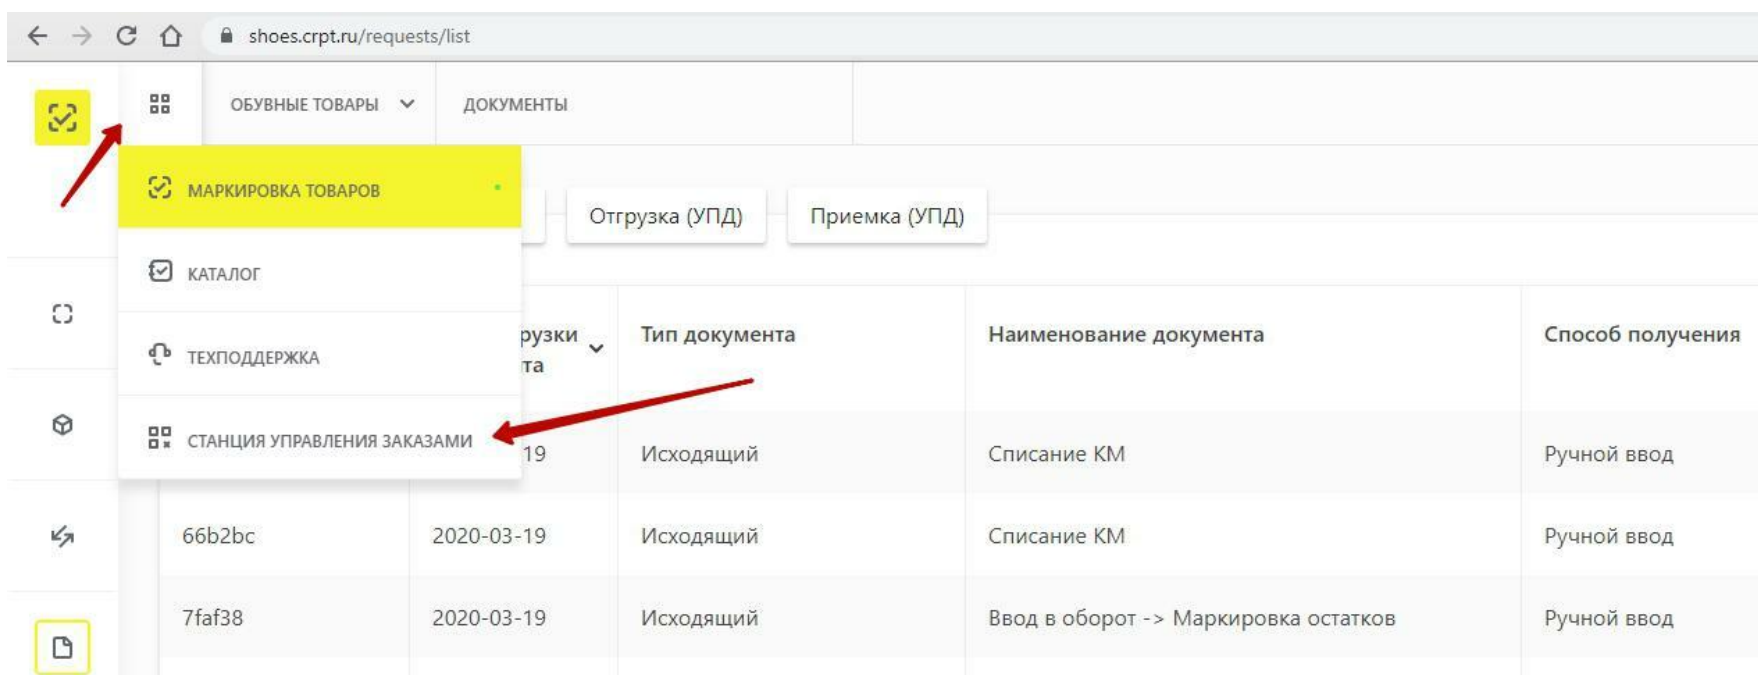 shoes.crpt.ru/requests/list
ОБУВНЫЕ ТОВАРЫ
ДОКУМЕНТЫ
МАРКИРОВКА ТОВАРОВ
Отгрузка (УПД)
Приемка (УПД)
КАТАЛОГ
ТЕХПОДДЕРЖКА
СТАНЦИЯ УПРАВЛЕНИЯ ЗАКАЗАМИ
рузки
та
Тип документа
Наименование документа
Способ получения
19 Исходящий Списание КМ Ручной ввод
66b2bc 2020-03-19 Исходящий Списание КМ Ручной ввод
7faf38 2020-03-19 Исходящий Ввод в оборот -> Маркировка остатков Ручной ввод